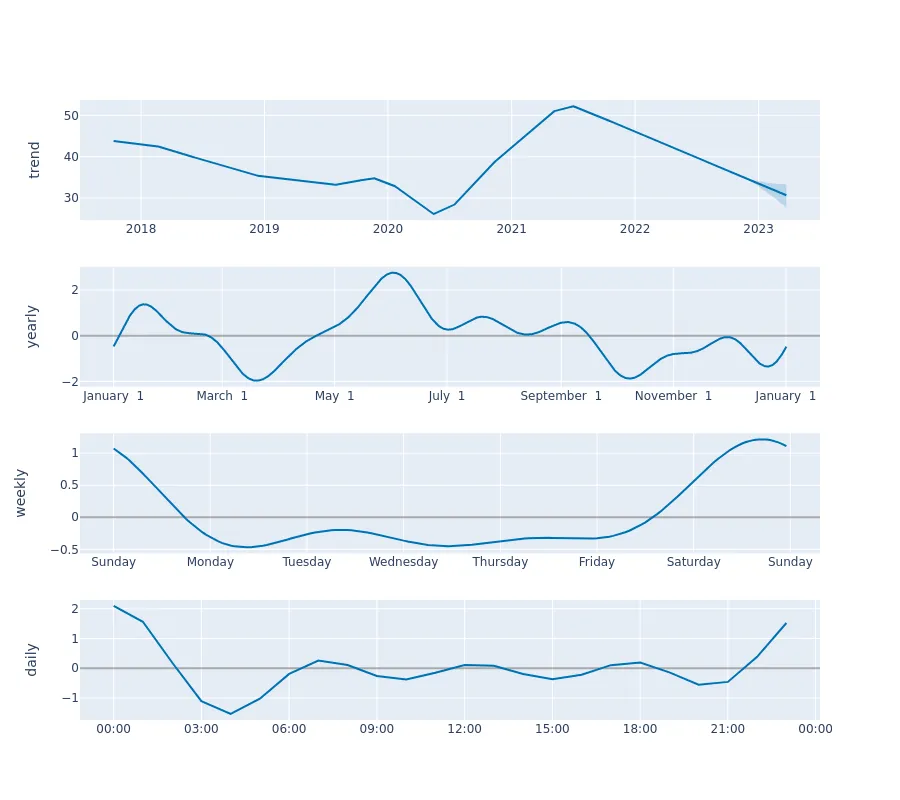 trend
50
40
30
2018 2019 2020 2021 2022 2023
yearly
2
0
−2
January 1 March 1 May 1 July 1 September 1 November 1 January 1
weekly
1
0.5
0
−0.5
Sunday Monday Tuesday Wednesday Thursday Friday Saturday Sunday
daily
2
1
0
−1
00:00 03:00 06:00 09:00 12:00 15:00 18:00 21:00 00:00